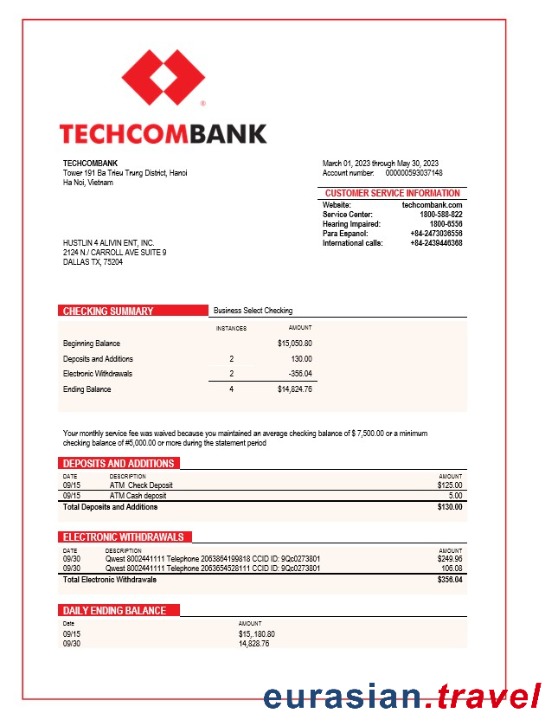 ®
TECHCOMBANK
TECHCOMBANK
Tower 191 Ba Trieu Trung District, Hanoi
Ha Noi, Vietnam
March 01, 2023 through May 30, 2023
Account number: 000000593037148
CUSTOMER SERVICE INFORMATION
Website: techcombank.com
Service Center: 1800-588-822
Hearing Impaired: 1800-6556
Para Espanol: +84-2473036556
International calls: +84-2439446368
HUSTLIN 4 ALIVIN ENT, INC.
2124 N./ CARROLL AVE SUITE 9
DALLAS TX, 75204
CHECKING SUMMARY Business Select Checking
INSTANCES AMOUNT
Beginning Balance $15,050.80
Deposits and Additions 2 130.00
Electronic Withdrawals 2 -356.04
Ending Balance 4 $14,824.76
Your monthly service fee was waived because you maintained an average checking balance of $ 7,500.00 or a minimum
checking balance of #5,000.00 or more during the statement period
DEPOSITS AND ADDITIONS
DATE DESCRIPTION AMOUNT
09/15 ATM Check Deposit $125.00
09/15 ATM Cash deposit 5.00
Total Deposits and Additions $130.00
ELECTRONIC WITHDRAWALS
DATE DESCRIPTION AMOUNT
09/30 Qwest 8002441111 Telephone 2063864199818 CCID ID: 9Qc0273801 $249.96
09/30 Qwest 8002441111 Telephone 2063654528111 CCID ID: 9Qc0273801 106.08
Total Electronic Withdrawals $356.04
DAILY ENDING BALANCE
Date AMOUNT
09/15 $15,.180.80
09/30 14,828.76
eurasian.travel